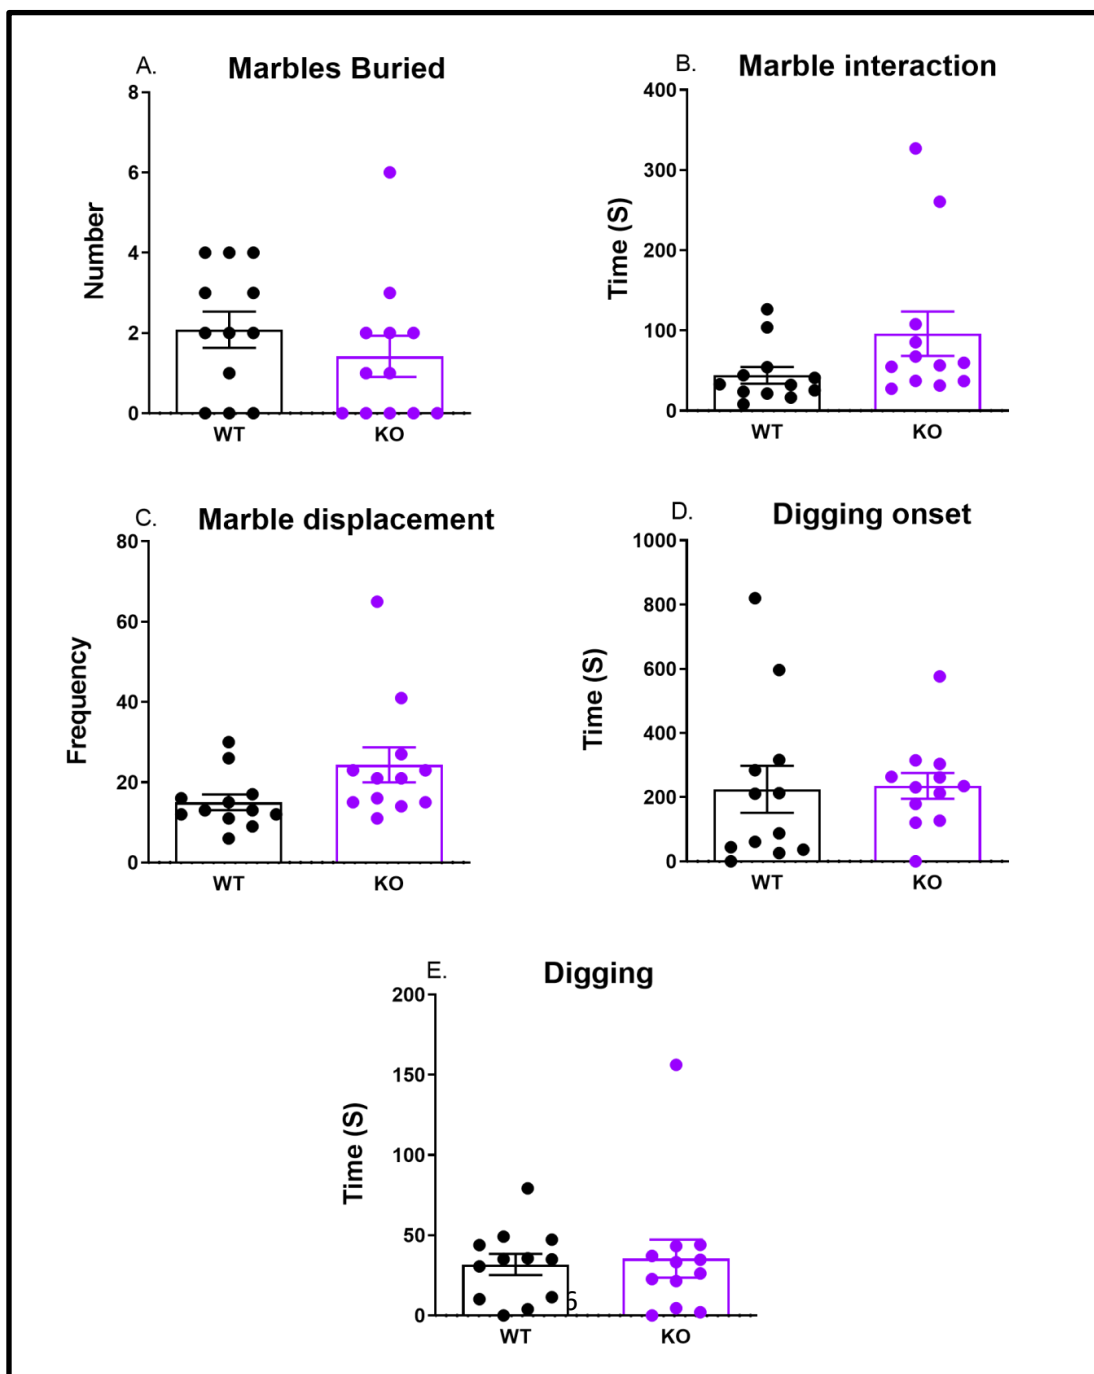 A. Marbles Buried
8
6
4
2
0
Number
WT KO
B. Marble interaction
400
300
200
100
0
Time (S)
WT KO
C. Marble displacement
80
60
40
20
0
Frequency
WT KO
D. Digging onset
1000
800
600
400
200
0
Time (S)
WT KO
E. Digging
200
150
100
50
0
Time (S)
6
WT KO